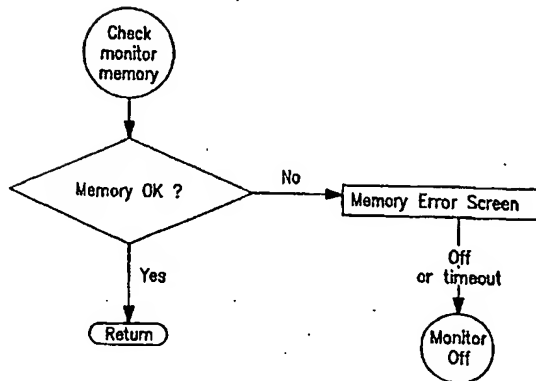 Check
monitor
memory
Memory OK ?
No
Memory Error Screen
Yes
Off
or timeout
Return
Monitor
Off